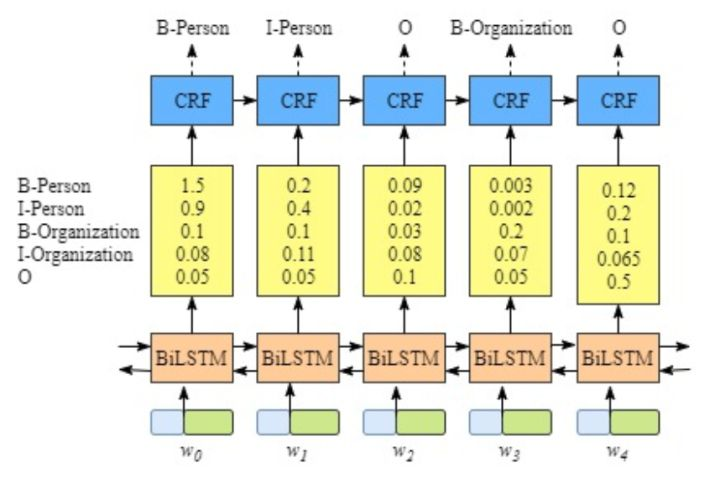 B-Person I-Person O B-Organization O
CRF CRF CRF CRF CRF
B-Person 1.5 0.2 0.09 0.003 0.12
I-Person 0.9 0.4 0.02 0.002 0.2
B-Organization 0.1 0.1 0.03 0.2 0.1
I-Organization 0.08 0.11 0.08 0.07 0.065
O 0.05 0.05 0.1 0.05 0.5
BiLSTM BiLSTM BiLSTM BiLSTM BiLSTM
w0 w1 w2 w3 w4